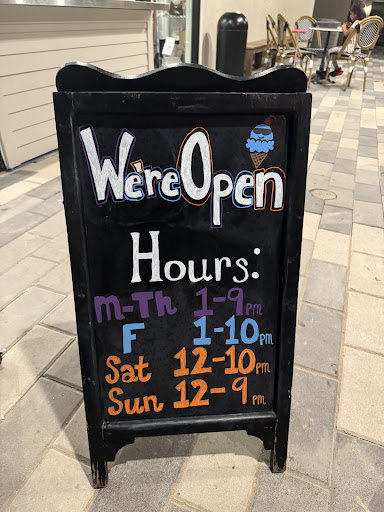 We're Open
Hours:
M-Th 1-9pm
F 1-10pm
Sat 12-10pm
Sun 12-9pm